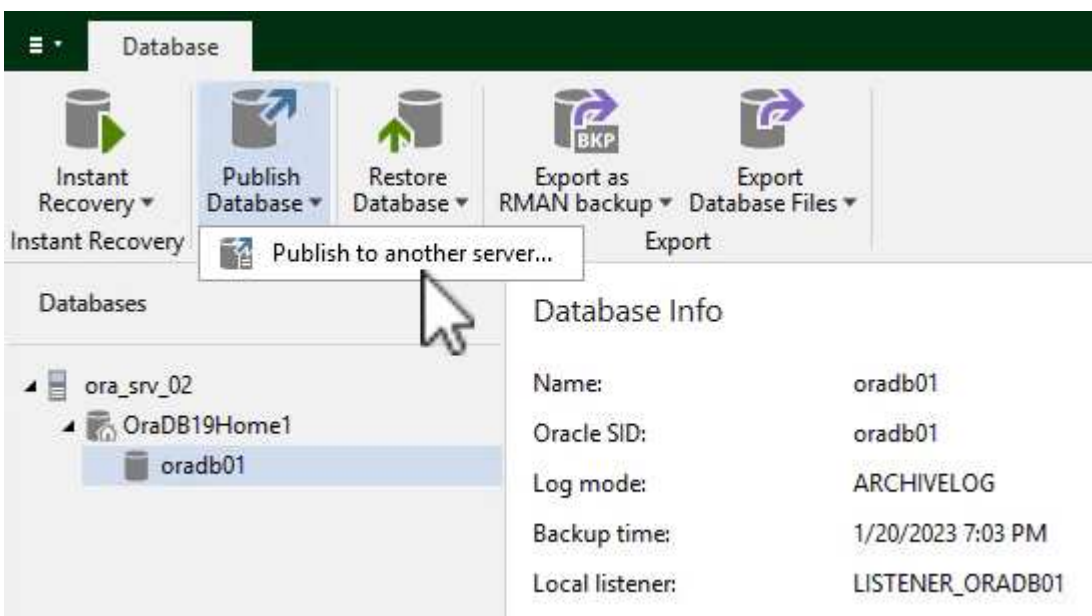 Database
Instant
Recovery
Publish
Database
Restore
Database
BKP
Export as
RMAN backup
Export
Database Files
Instant Recovery
Export
Publish to another server...
Databases
ora_srv_02
OraDB19Home1
oradb01
Database Info
Name: oradb01
Oracle SID: oradb01
Log mode: ARCHIVELOG
Backup time: 1/20/2023 7:03 PM
Local listener: LISTENER_ORADB01